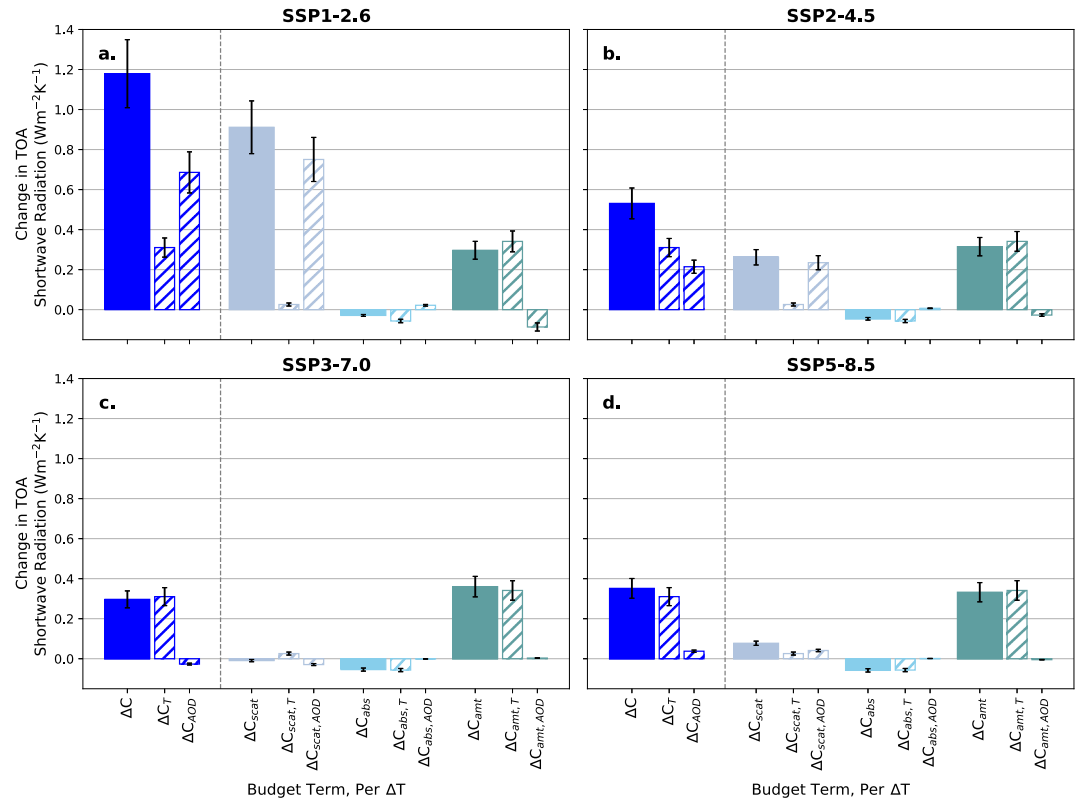 SSP1-2.6
SSP2-4.5
Change in TOA
Shortwave Radiation (Wm⁻²K⁻¹)
1.4
1.2
1.0
0.8
0.6
0.4
0.2
0.0
a.
b.
SSP3-7.0
SSP5-8.5
Change in TOA
Shortwave Radiation (Wm⁻²K⁻¹)
1.4
1.2
1.0
0.8
0.6
0.4
0.2
0.0
c.
d.
ΔC
ΔC_T
ΔC_AOD
ΔC_scat
ΔC_scat, T
ΔC_scat, AOD
ΔC_abs
ΔC_abs, T
ΔC_abs, AOD
ΔC_amt
ΔC_amt, T
ΔC_amt, AOD
ΔC
ΔC_T
ΔC_AOD
ΔC_scat
ΔC_scat, T
ΔC_scat, AOD
ΔC_abs
ΔC_abs, T
ΔC_abs, AOD
ΔC_amt
ΔC_amt, T
ΔC_amt, AOD
Budget Term, Per ΔT
Budget Term, Per ΔT